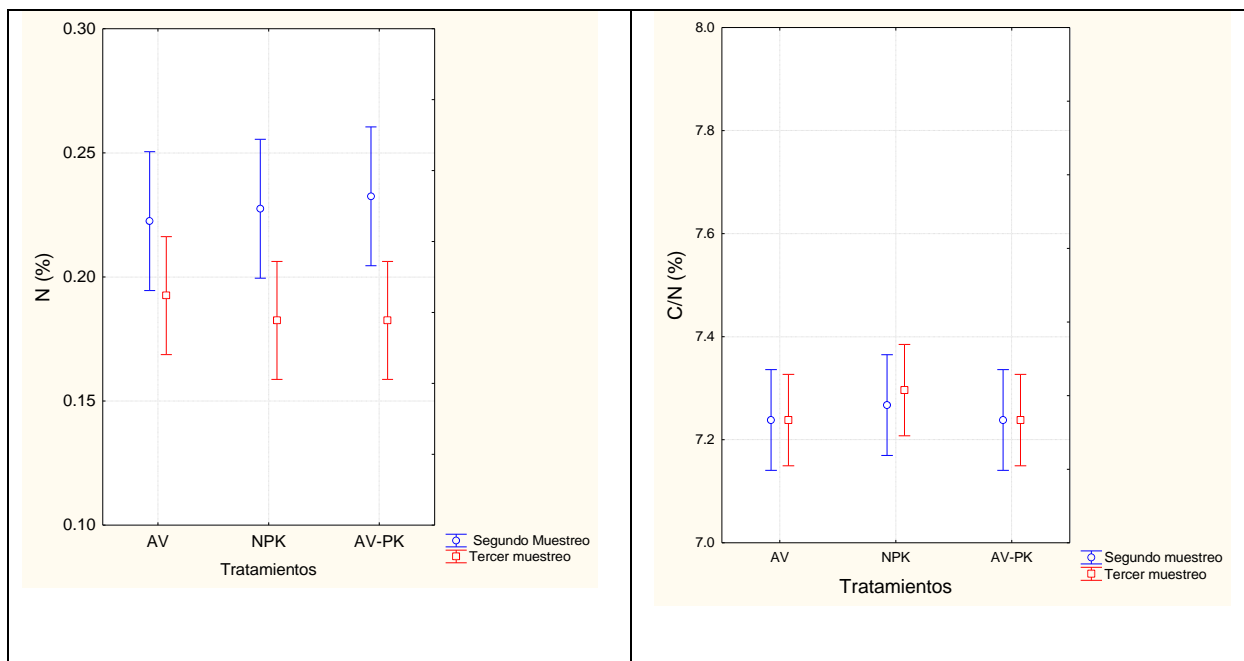 0.30
0.25
0.20
0.15
0.10
N (%)
AV NPK AV-PK
Tratamientos
Segundo Muestreo
Tercer muestreo
8.0
7.8
7.6
7.4
7.2
7.0
C/N (%)
AV NPK AV-PK
Tratamientos
Segundo muestreo
Tercer muestreo